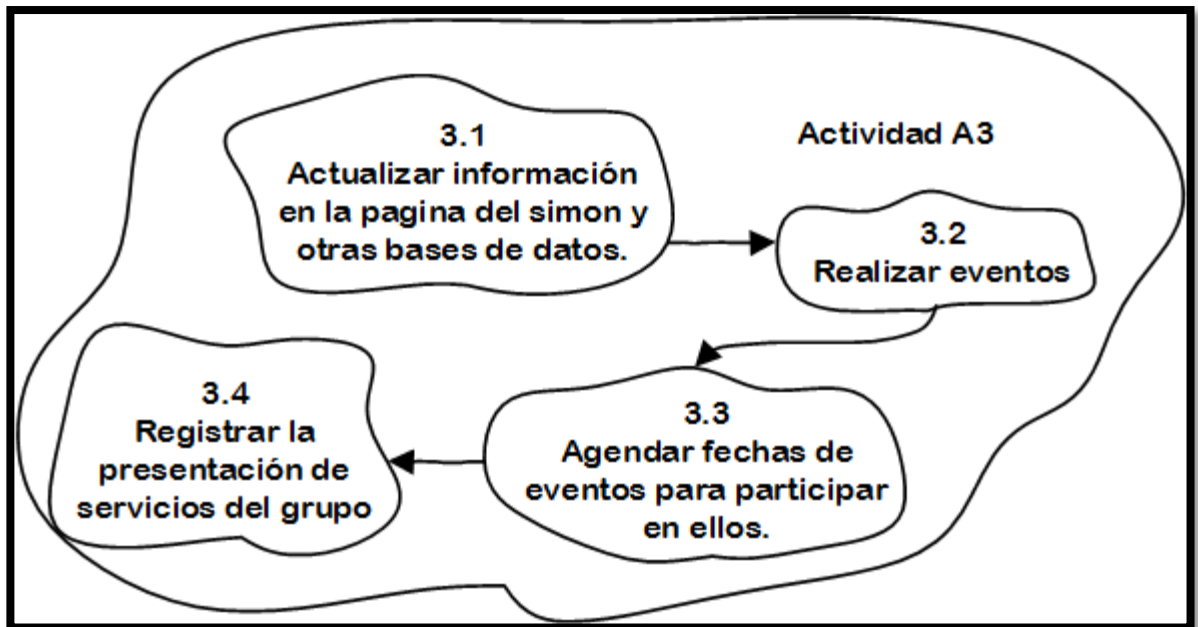 Actividad A3
3.1
Actualizar información
en la pagina del simon y
otras bases de datos.
3.2
Realizar eventos
3.3
Agendar fechas de
eventos para participar
en ellos.
3.4
Registrar la
presentación de
servicios del grupo